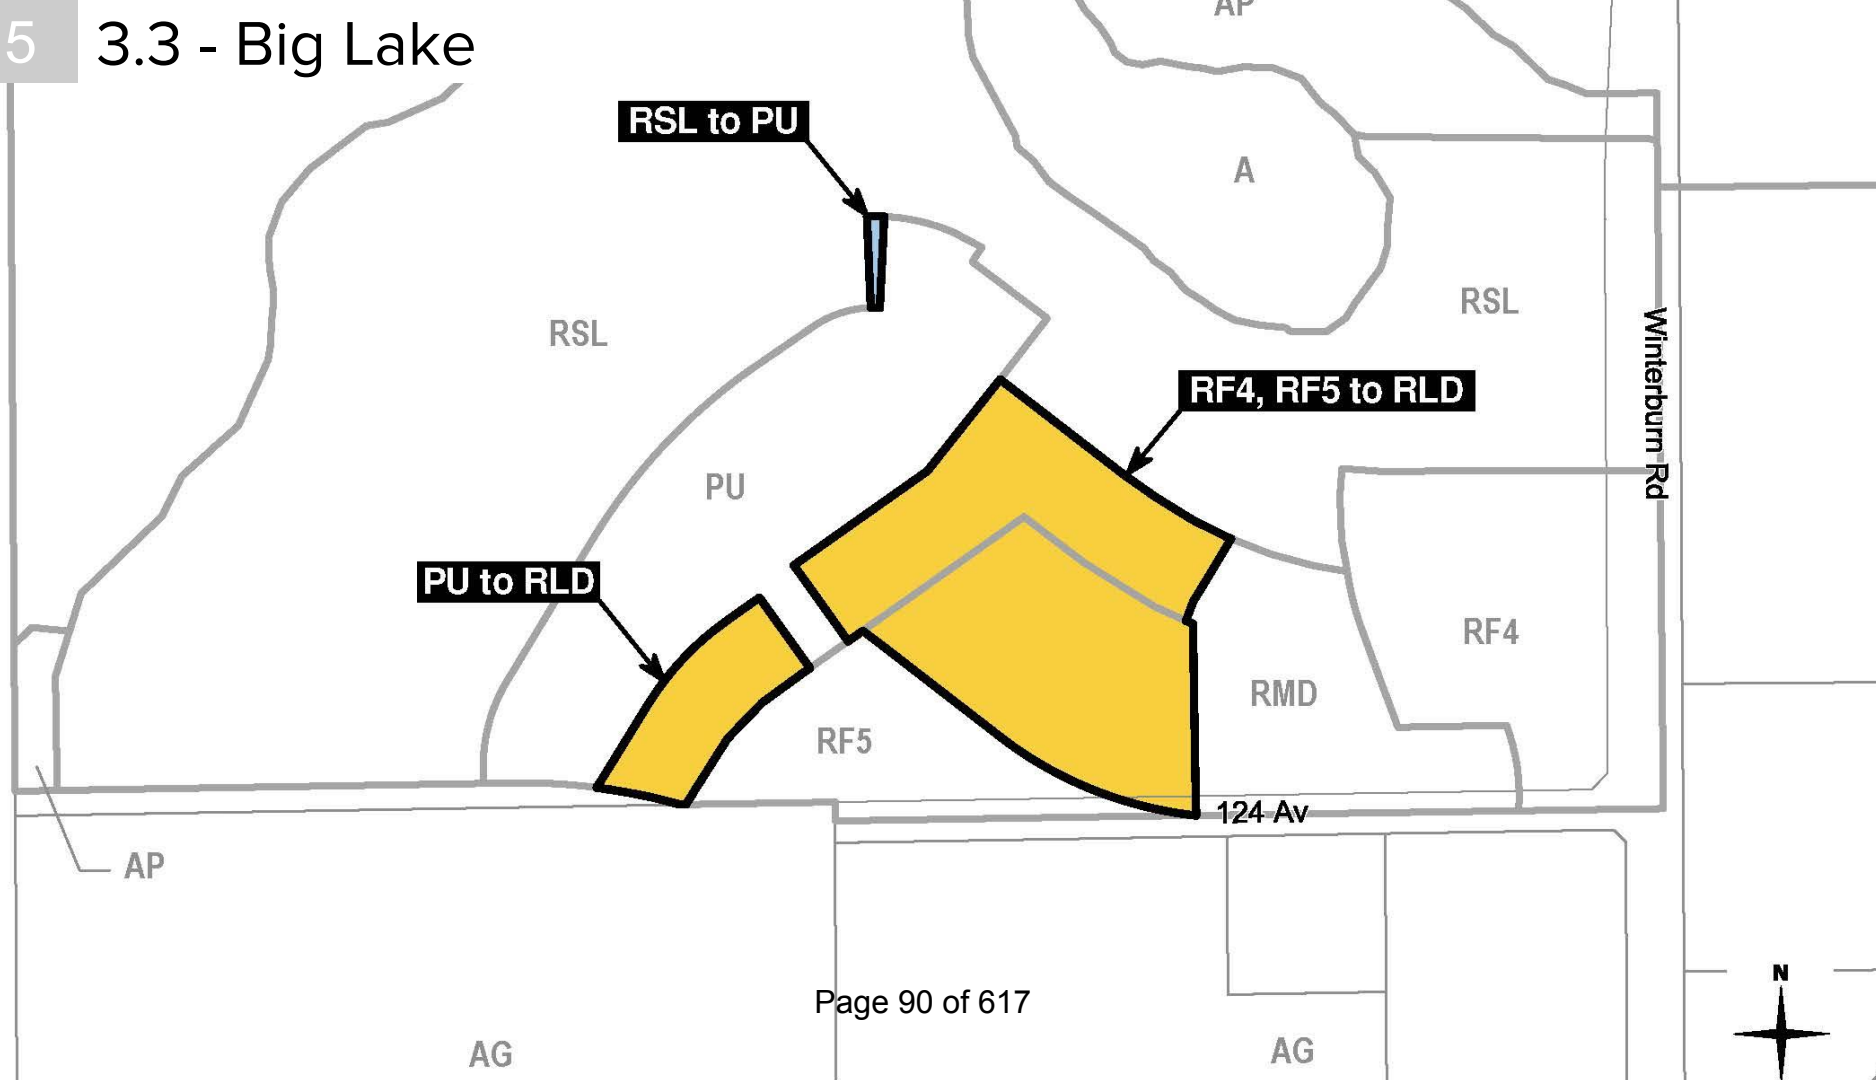 5
3.3 - Big Lake
AP
RSL to PU
A
RSL
RSL
Winterburn Rd
RF4, RF5 to RLD
PU
PU to RLD
RF4
RMD
RF5
124 Av
AP
N
Page 90 of 617
AG
AG